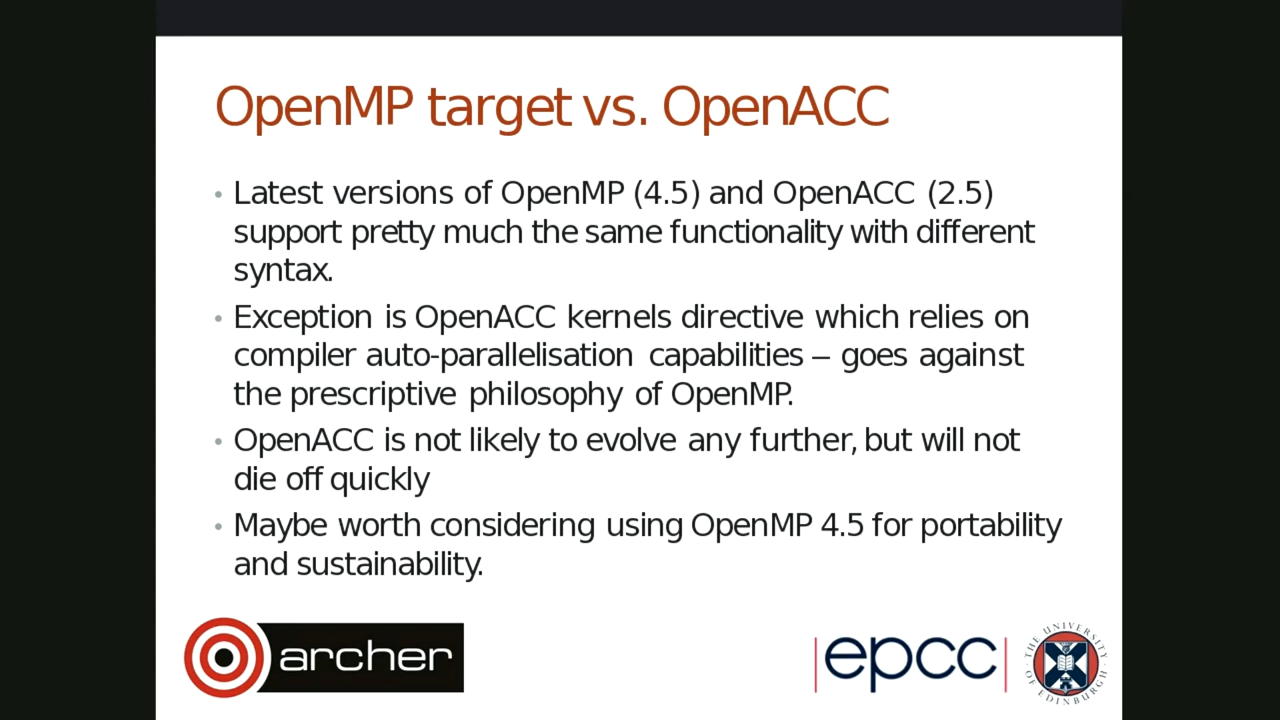 OpenMP target vs. OpenACC
• Latest versions of OpenMP (4.5) and OpenACC (2.5)
support pretty much the same functionality with different
syntax.
• Exception is OpenACC kernels directive which relies on
compiler auto-parallelisation capabilities – goes against
the prescriptive philosophy of OpenMP.
• OpenACC is not likely to evolve any further, but will not
die off quickly
• Maybe worth considering using OpenMP 4.5 for portability
and sustainability.
archer
epcc
THE UNIVERSITY OF EDINBURGH